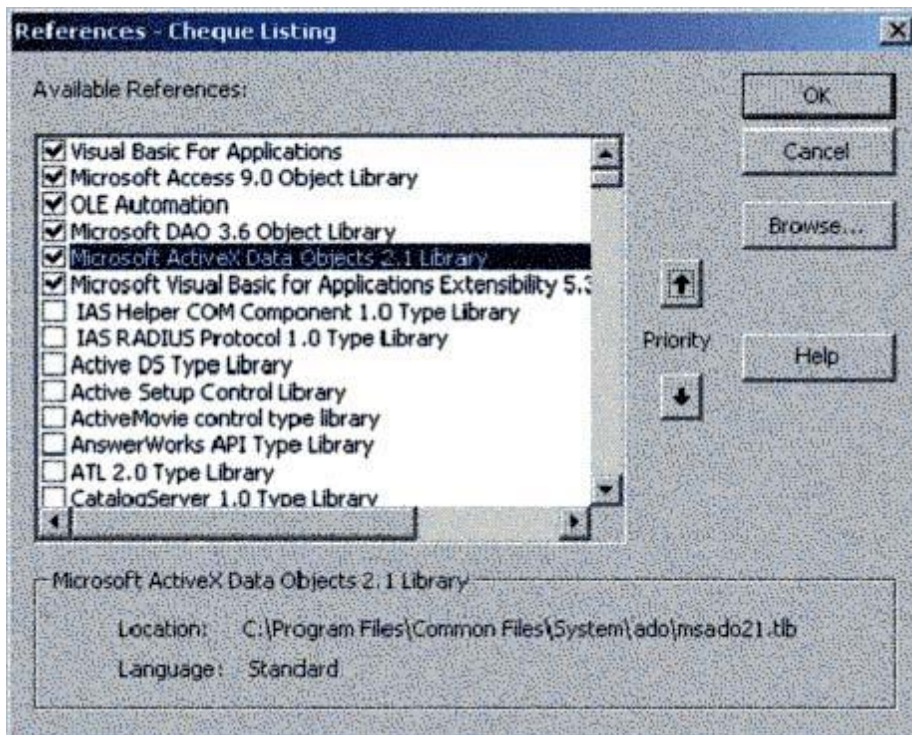 References - Cheque Listing
Available References:
OK
Cancel
Browse...
Priority
Help
Visual Basic For Applications
Microsoft Access 9.0 Object Library
OLE Automation
Microsoft DAO 3.6 Object Library
Microsoft ActiveX Data Objects 2.1 Library
Microsoft Visual Basic for Applications Extensibility 5.3
IAS Helper COM Component 1.0 Type Library
IAS RADIUS Protocol 1.0 Type Library
Active DS Type Library
Active Setup Control Library
ActiveMovie control type library
AnswerWorks API Type Library
ATL 2.0 Type Library
CatalogServer 1.0 Type Library
Microsoft ActiveX Data Objects 2.1 Library
Location: C:\Program Files\Common Files\System\ado\msado21.tlb
Language: Standard